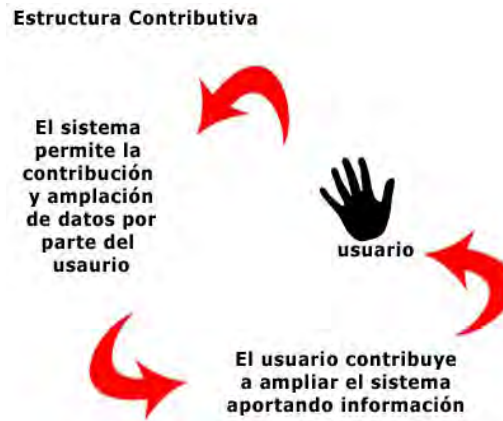 Estructura Contributiva
El sistema
permite la
contribución
y amplación
de datos por
parte del
usaurio
usuario
El usuario contribuye
a ampliar el sistema
aportando información